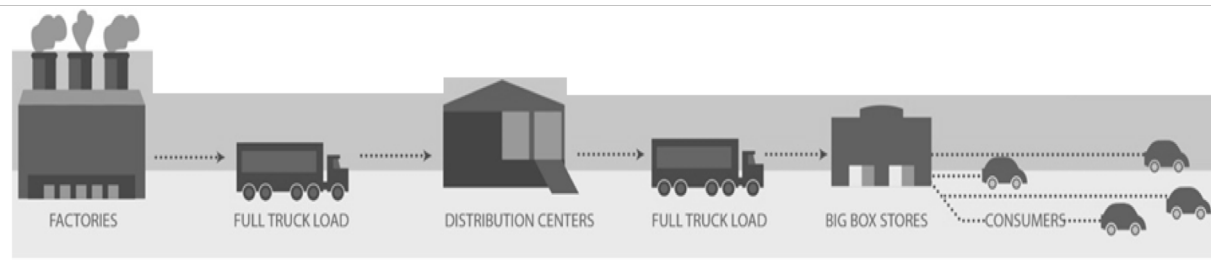 FACTORIES
FULL TRUCK LOAD
DISTRIBUTION CENTERS
FULL TRUCK LOAD
BIG BOX STORES
CONSUMERS